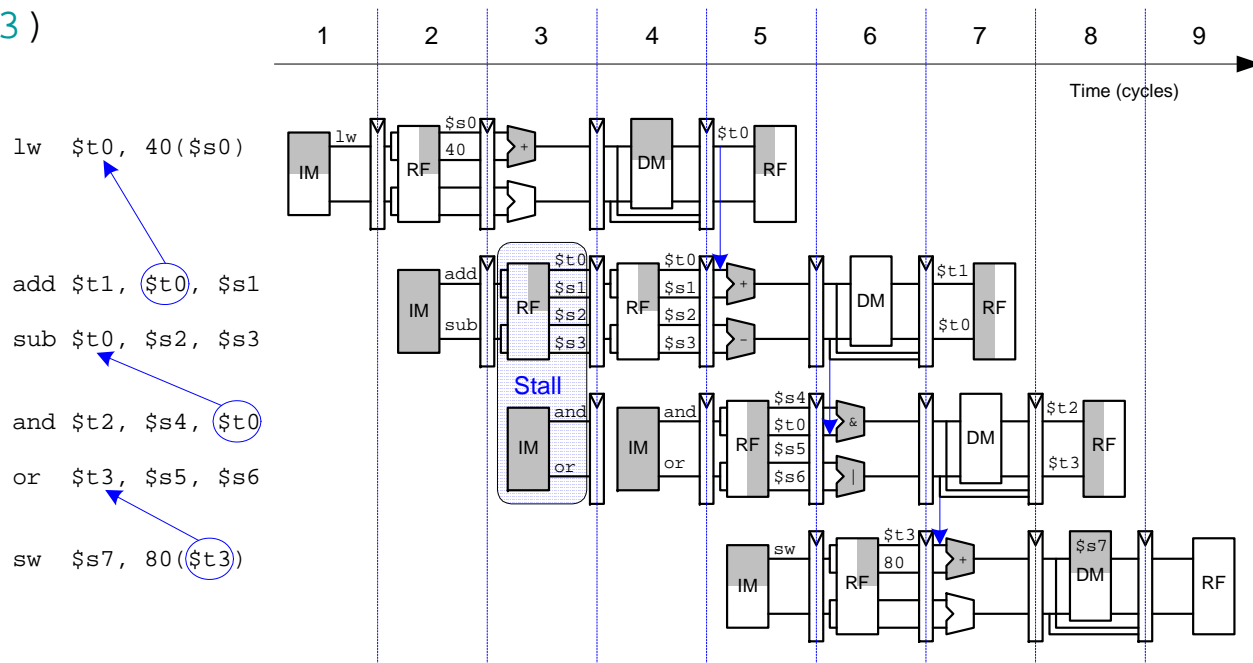 3)
1 2 3 4 5 6 7 8 9
Time (cycles)
lw $t0, 40($s0)
IM lw RF $s0 40 + DM $t0 RF
add $t1, $t0, $s1
sub $t0, $s2, $s3
IM add sub RF $t0 $s1 $s2 $s3 RF $t0 $s1 $s2 $s3 + - DM $t1 $t0 RF
Stall
and $t2, $s4, $t0
or $t3, $s5, $s6
IM and or IM and or RF $s4 $t0 $s5 $s6 & | DM $t2 $t3 RF
sw $s7, 80($t3)
IM sw RF $t3 80 + $s7 DM RF